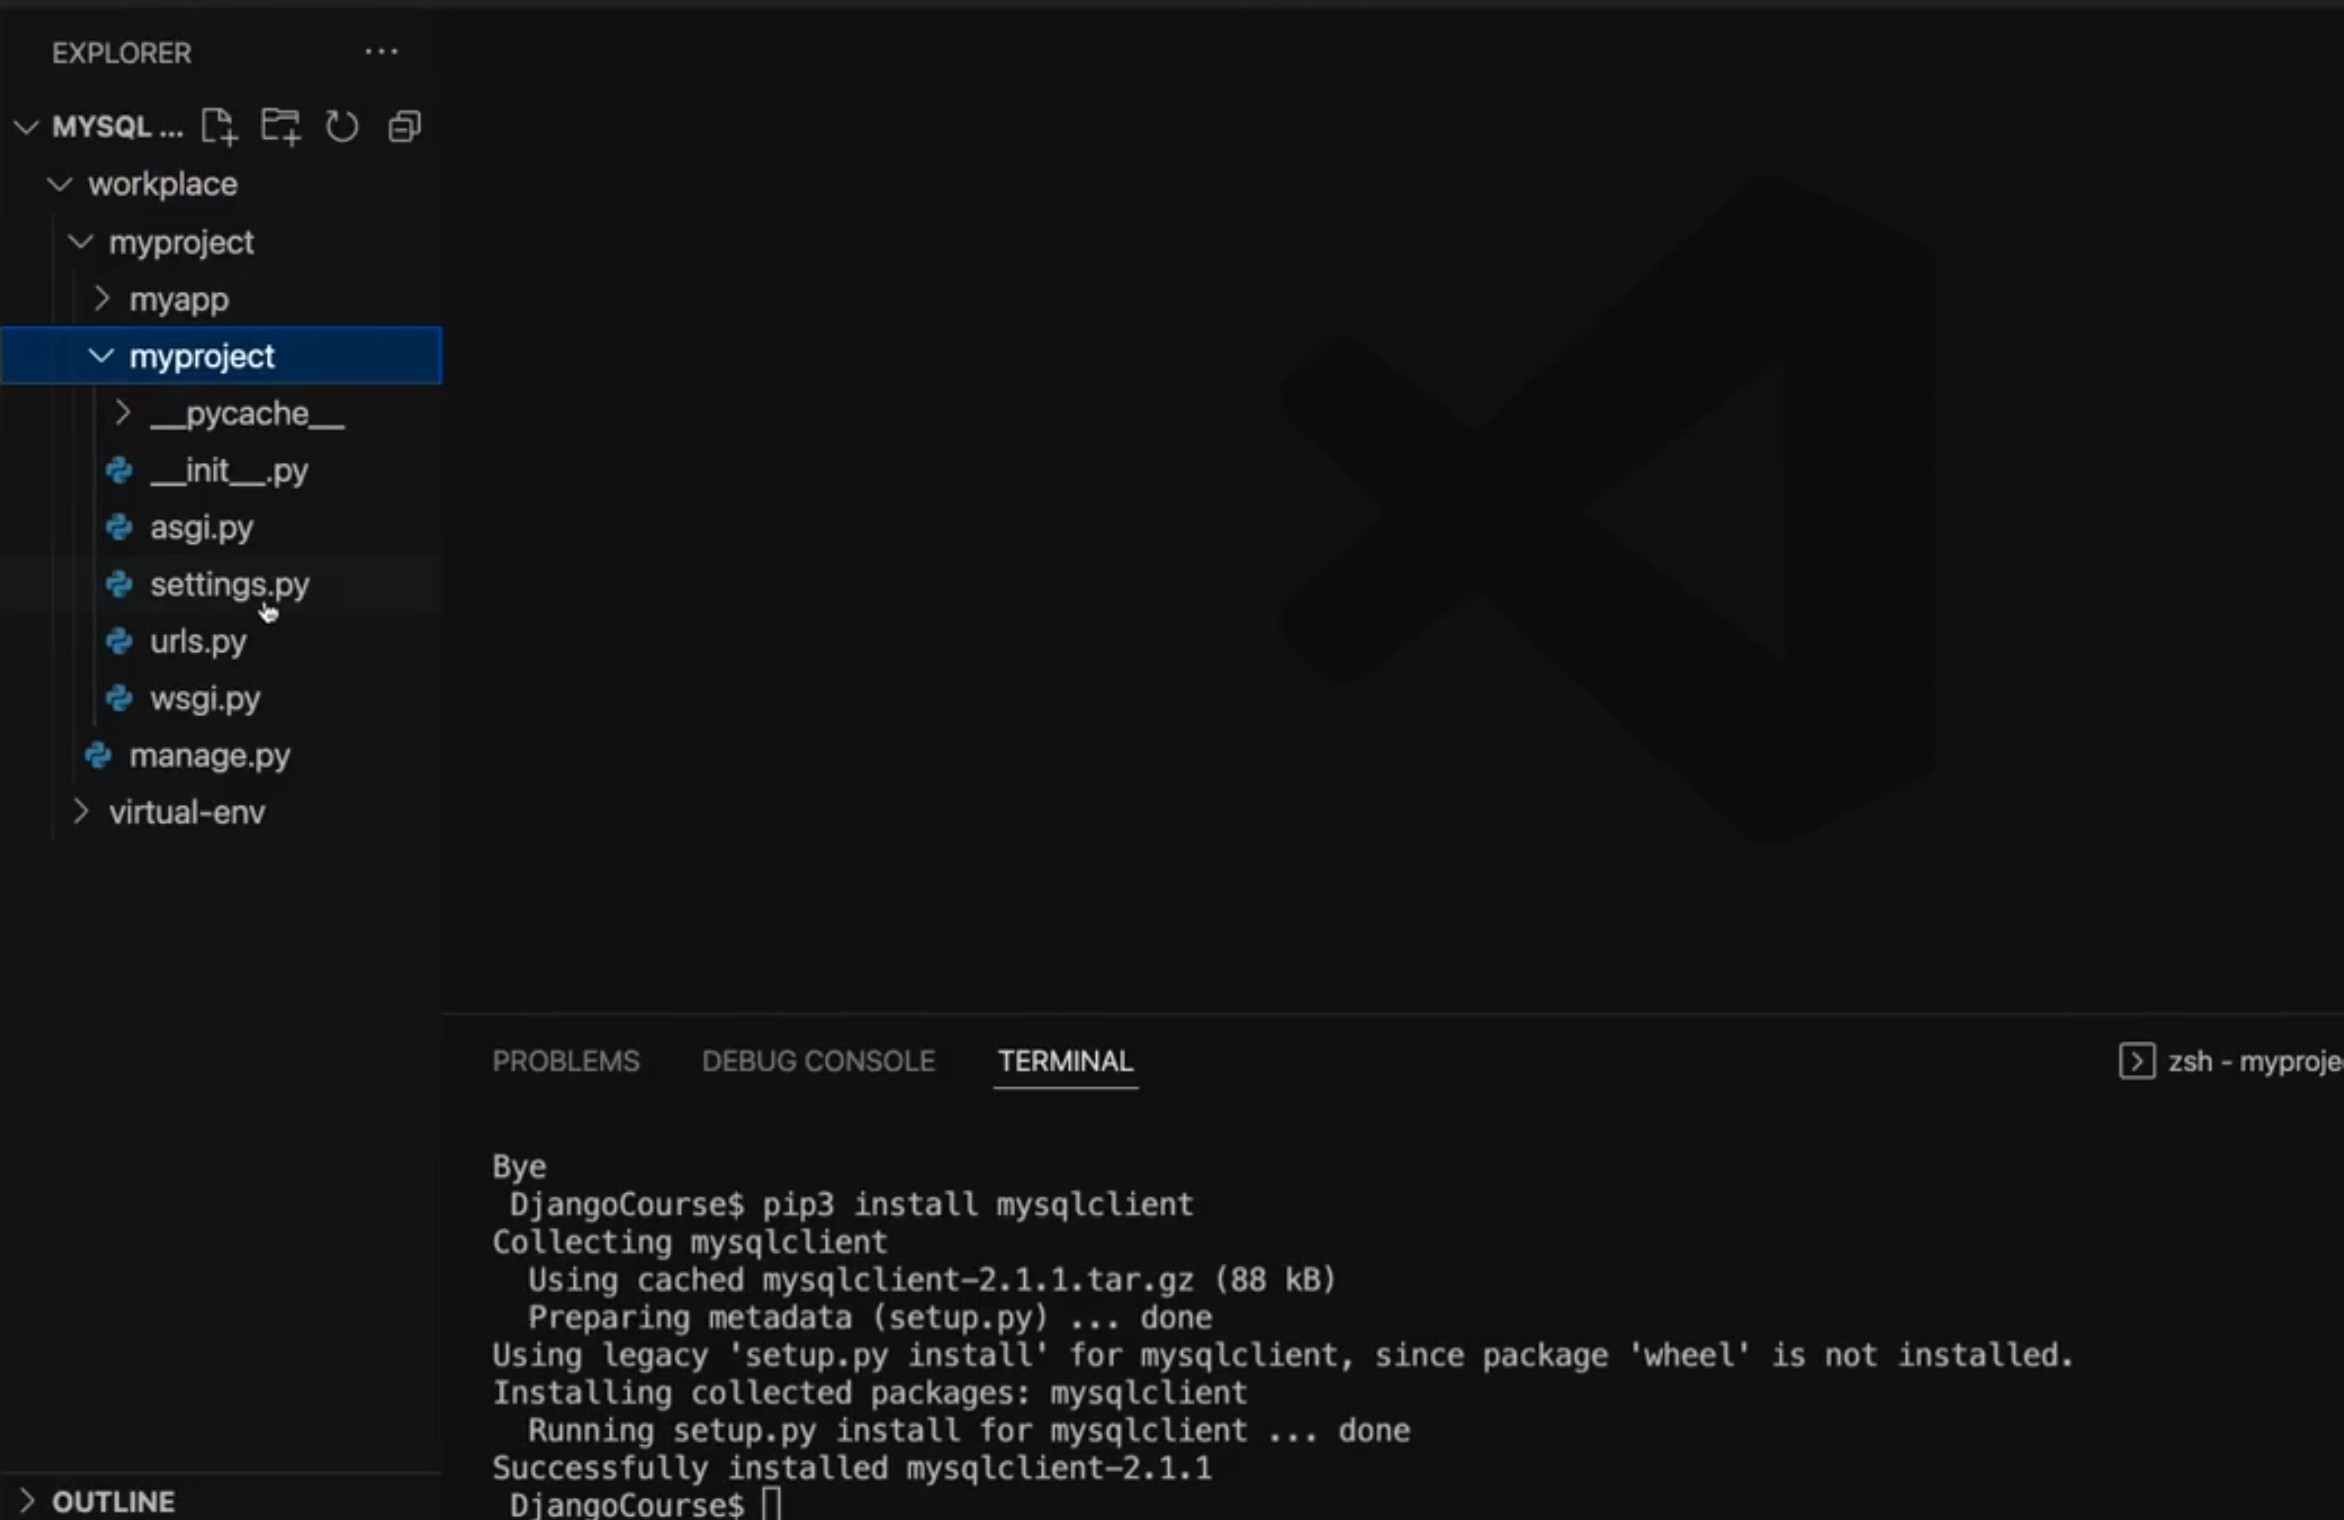 EXPLORER
MYSQL ...
workplace
myproject
myapp
myproject
__pycache__
__init__.py
asgi.py
settings.py
urls.py
wsgi.py
manage.py
virtual-env
OUTLINE
PROBLEMS DEBUG CONSOLE TERMINAL zsh - myproje
Bye
DjangoCourse$ pip3 install mysqlclient
Collecting mysqlclient
Using cached mysqlclient-2.1.1.tar.gz (88 kB)
Preparing metadata (setup.py) ... done
Using legacy 'setup.py install' for mysqlclient, since package 'wheel' is not installed.
Installing collected packages: mysqlclient
Running setup.py install for mysqlclient ... done
Successfully installed mysqlclient-2.1.1
DjangoCourse$